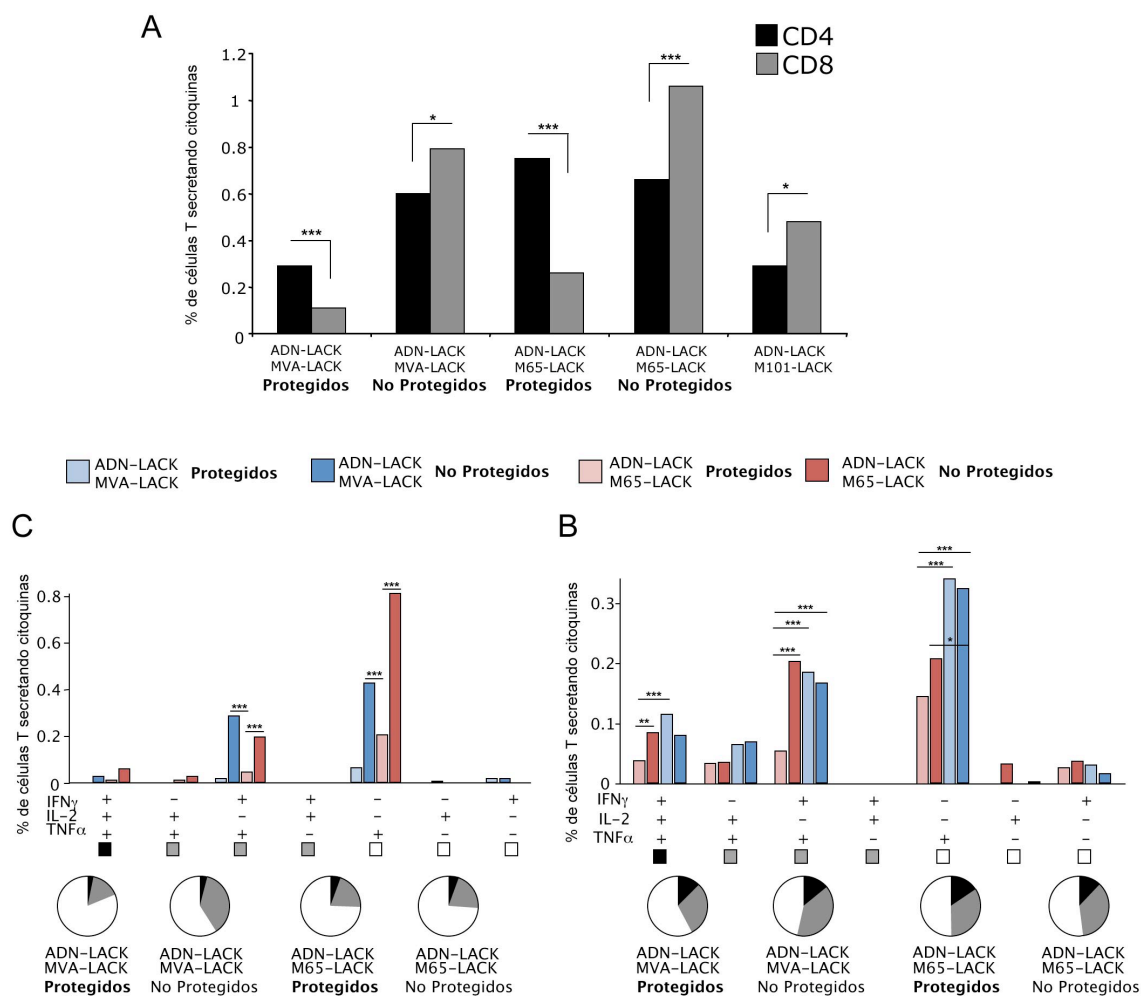 A
CD4
CD8
% de células T secretando citoquinas
1.2
1
0.8
0.6
0.4
0.2
0
***
*
***
***
*
ADN-LACK ADN-LACK ADN-LACK ADN-LACK ADN-LACK
MVA-LACK MVA-LACK M65-LACK M65-LACK M101-LACK
Protegidos No Protegidos Protegidos No Protegidos
ADN-LACK
MVA-LACK
Protegidos
ADN-LACK
MVA-LACK
No Protegidos
ADN-LACK
M65-LACK
Protegidos
ADN-LACK
M65-LACK
No Protegidos
C
% de células T secretando citoquinas
0.8
0.6
0.4
0.2
0
***
***
***
***
IFNγ + − + + − − +
IL-2 + + − + − + −
TNFα + + + − + − −
ADN-LACK ADN-LACK ADN-LACK ADN-LACK
MVA-LACK MVA-LACK M65-LACK M65-LACK
Protegidos No Protegidos Protegidos No Protegidos
B
% de células T secretando citoquinas
0.3
0.2
0.1
0
***
**
***
***
***
***
***
*
IFNγ + − + + − − +
IL-2 + + − + − + −
TNFα + + + − + − −
ADN-LACK ADN-LACK ADN-LACK ADN-LACK
MVA-LACK MVA-LACK M65-LACK M65-LACK
Protegidos No Protegidos Protegidos No Protegidos